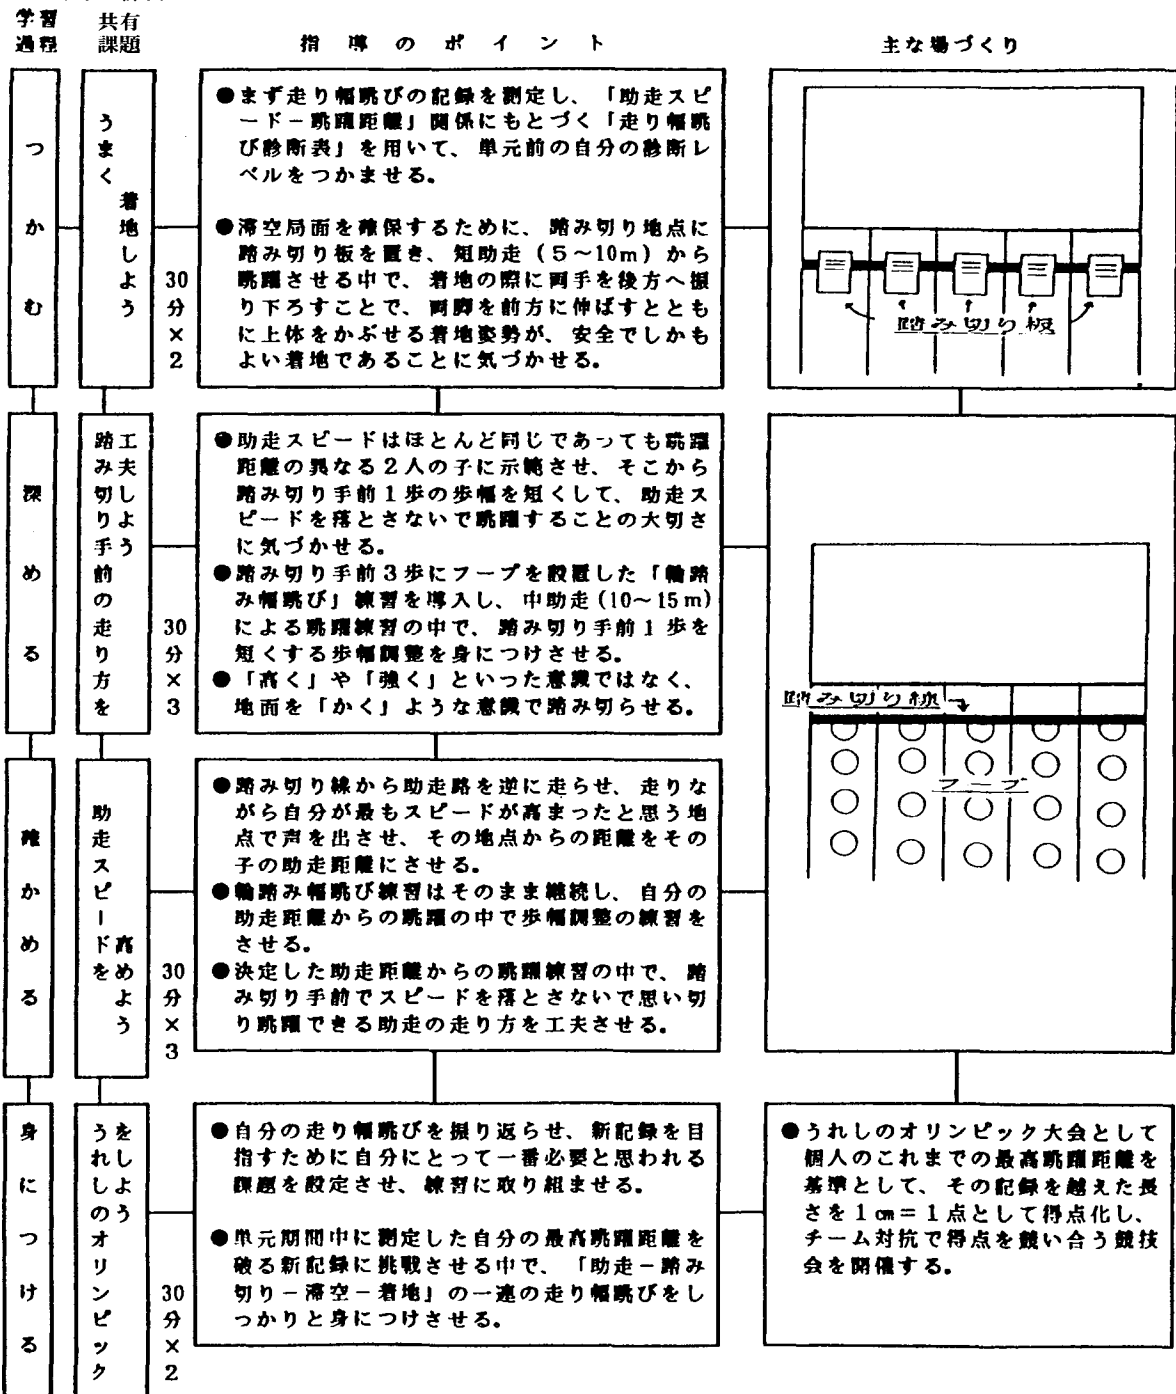 学習過程
共有課題
指導のポイント
主な場づくり
つかむ
うまく着地しよう
30分×2
●まず走り幅跳びの記録を測定し、「助走スピ
ード－跳躍距離」関係にもとづく「走り幅跳
び診断表」を用いて、単元前の自分の診断レ
ベルをつかませる。
●滞空局面を確保するために、踏み切り地点に
踏み切り板を置き、短助走（5～10m）から
跳躍させる中で、着地の際に両手を後方へ振
り下ろすことで、両脚を前方に伸ばすととも
に上体をかぶせる着地姿勢が、安全でしかも
よい着地であることに気づかせる。
踏み切り板
深める
踏み切り手前の走り方を工夫しよう
30分×3
●助走スピードはほとんど同じであっても跳躍
距離の異なる2人の子に示範させ、そこから
踏み切り手前1歩の歩幅を短くして、助走ス
ピードを落とさないで跳躍することの大切さ
に気づかせる。
●踏み切り手前3歩にフープを設置した「輪踏
み幅跳び」練習を導入し、中助走（10～15m）
による跳躍練習の中で、踏み切り手前1歩を
短くする歩幅調整を身につけさせる。
●「高く」や「強く」といった意識ではなく、
地面を「かく」ような意識で踏み切らせる。
踏み切り線
フープ
確かめる
助走スピードを高めよう
30分×3
●踏み切り線から助走路を逆に走らせ、走りな
がら自分が最もスピードが高まったと思う地
点で声を出させ、その地点からの距離をその
子の助走距離にさせる。
●輪踏み幅跳び練習はそのまま継続し、自分の
助走距離からの跳躍の中で歩幅調整の練習を
させる。
●決定した助走距離からの跳躍練習の中で、踏
み切り手前でスピードを落とさないで思い切
り跳躍できる助走の走り方を工夫させる。
身につける
うれしのオリンピックをしよう
30分×2
●自分の走り幅跳びを振り返らせ、新記録を目
指すために自分にとって一番必要と思われる
課題を設定させ、練習に取り組ませる。
●単元期間中に測定した自分の最高跳躍距離を
破る新記録に挑戦させる中で、「助走－踏み
切り－滞空－着地」の一連の走り幅跳びをし
っかりと身につけさせる。
●うれしのオリンピック大会として
個人のこれまでの最高跳躍距離を
基準として、その記録を越えた長
さを1cm＝1点として得点化し、
チーム対抗で得点を競い合う競技
会を開催する。